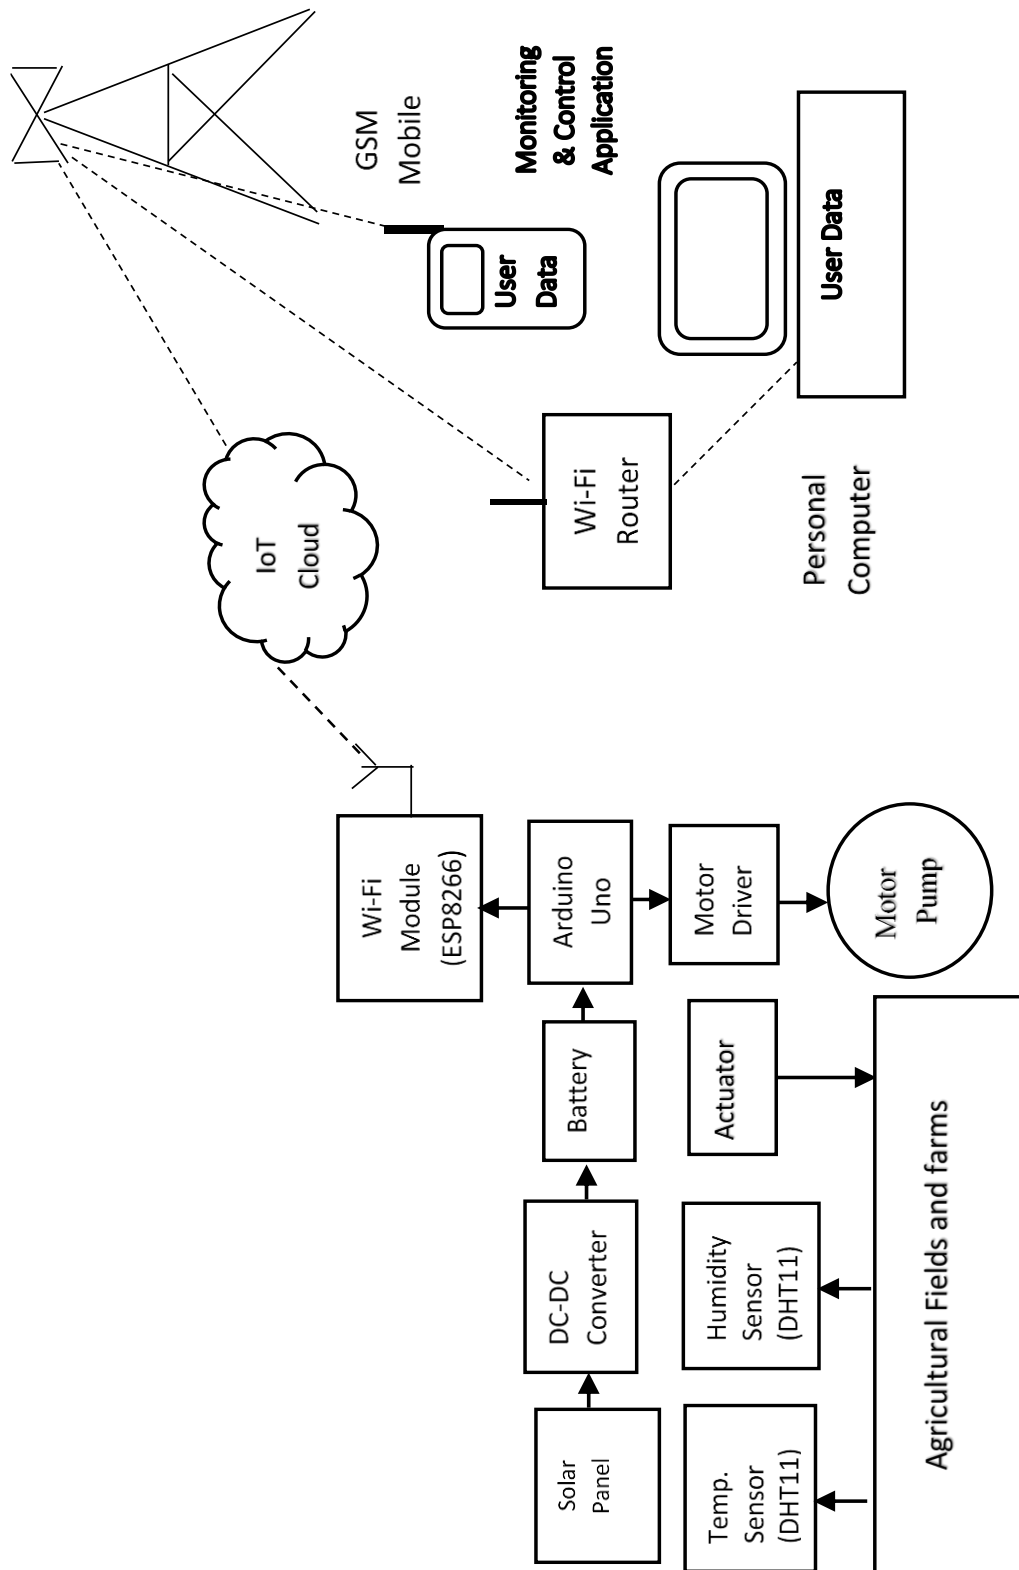 GSM
Mobile
Monitoring
& Control
Application
User
Data
User Data
IoT
Cloud
Wi-Fi
Router
Personal
Computer
Wi-Fi
Module
(ESP8266)
Arduino
Uno
Motor
Driver
Motor
Pump
Solar
Panel
DC-DC
Converter
Battery
Temp.
Sensor
(DHT11)
Humidity
Sensor
(DHT11)
Actuator
Agricultural Fields and farms